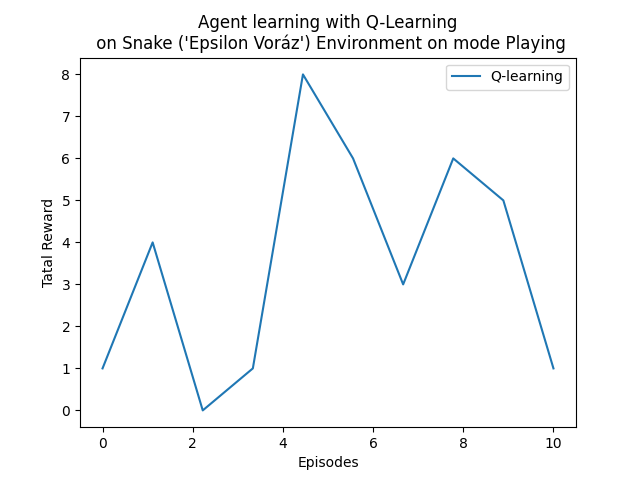 Agent learning with Q-Learning
on Snake ('Epsilon Voráz') Environment on mode Playing
Q-learning
8
7
6
5
4
3
2
1
0
Tatal Reward
0 2 4 6 8 10
Episodes